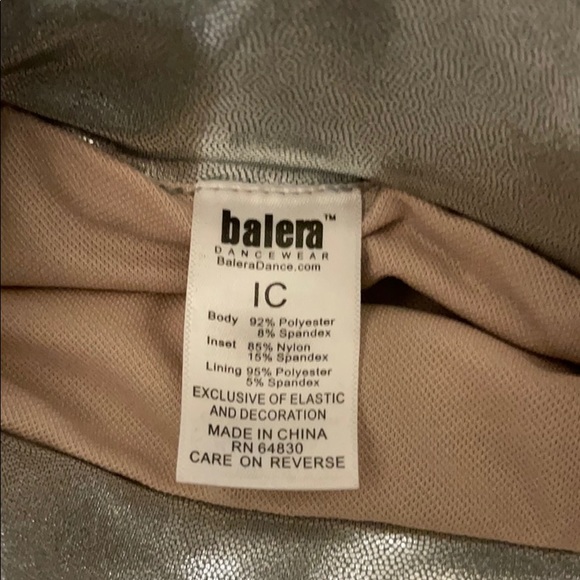 balera™
DANCEWEAR
BaleraDance.com
IC
Body 92% Polyester
8% Spandex
Inset 85% Nylon
15% Spandex
Lining 95% Polyester
5% Spandex
EXCLUSIVE OF ELASTIC
AND DECORATION
MADE IN CHINA
RN 64830
CARE ON REVERSE